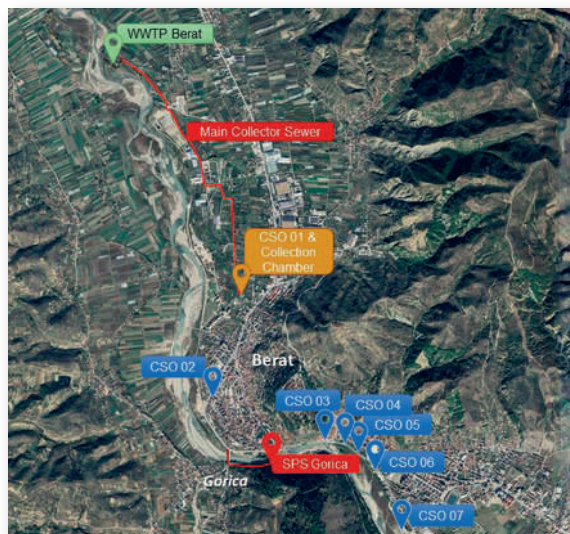 WWTP Berat
Main Collector Sewer
CSO 01 &
Collection
Chamber
Berat
CSO 02
CSO 03
CSO 04
CSO 05
SPS Gorica
CSO 06
Gorica
CSO 07